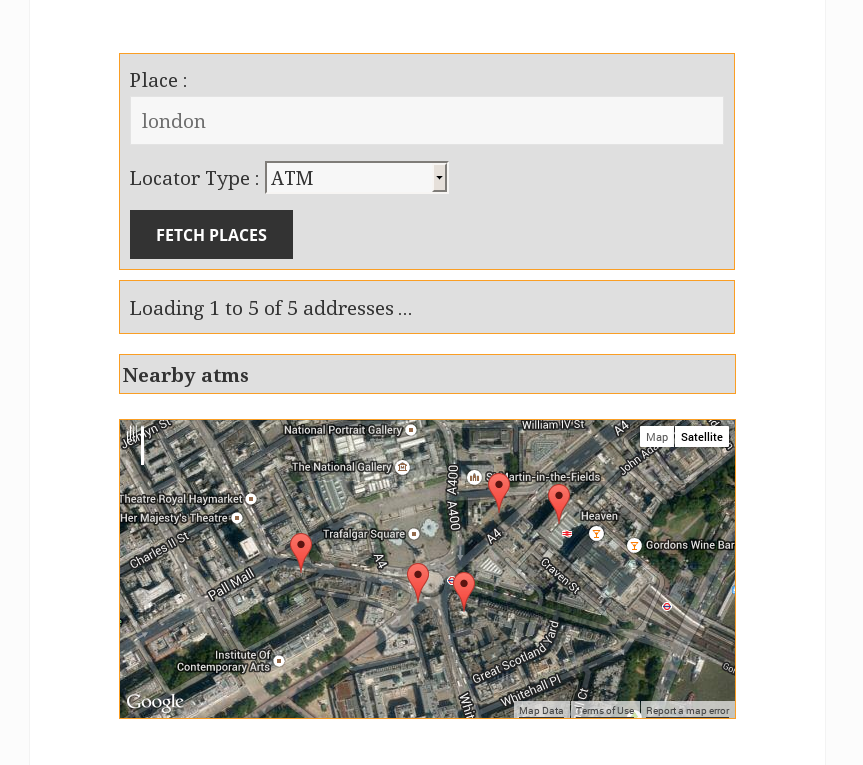 Place :
london
Locator Type : ATM
FETCH PLACES
Loading 1 to 5 of 5 addresses ...
Nearby atms
Jermyn St
National Portrait Gallery
William IV St
A4
Map Satellite
The National Gallery
A400
St Martin-in-the-Fields
John
Theatre Royal Haymarket
Her Majesty's Theatre
A400
Heaven
Trafalgar Square
A4
Gordons Wine Bar
Charles II St
A4
Craven St
Pall Mall
Institute Of
Contemporary Arts
Great Scotland Yard
Whitehall Pl
Google
Map Data Terms of Use Report a map error